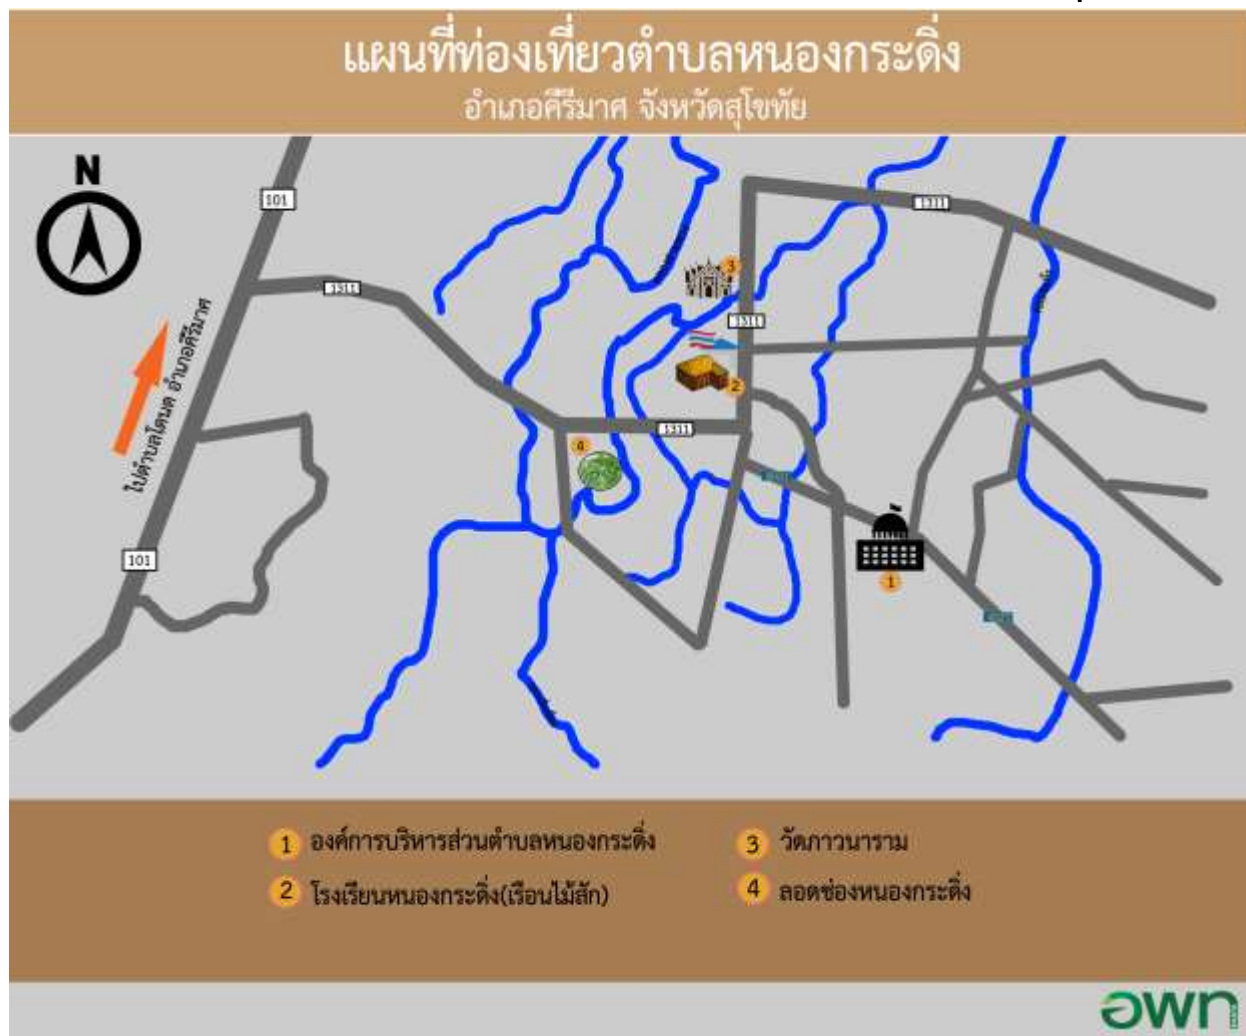 แผนที่ท่องเที่ยวตำบลหนองกระดิ่ง
อำเภอคีรีมาศ จังหวัดสุโขทัย
N
101
1311
1311
3
1311
ไปตำบลโตนด อำเภอคีรีมาศ
2
1311
4
101
1
1 องค์การบริหารส่วนตำบลหนองกระดิ่ง
2 โรงเรียนหนองกระดิ่ง(เรือนไม้สัก)
3 วัดภาวนาราม
4 ลอดช่องหนองกระดิ่ง
อพท